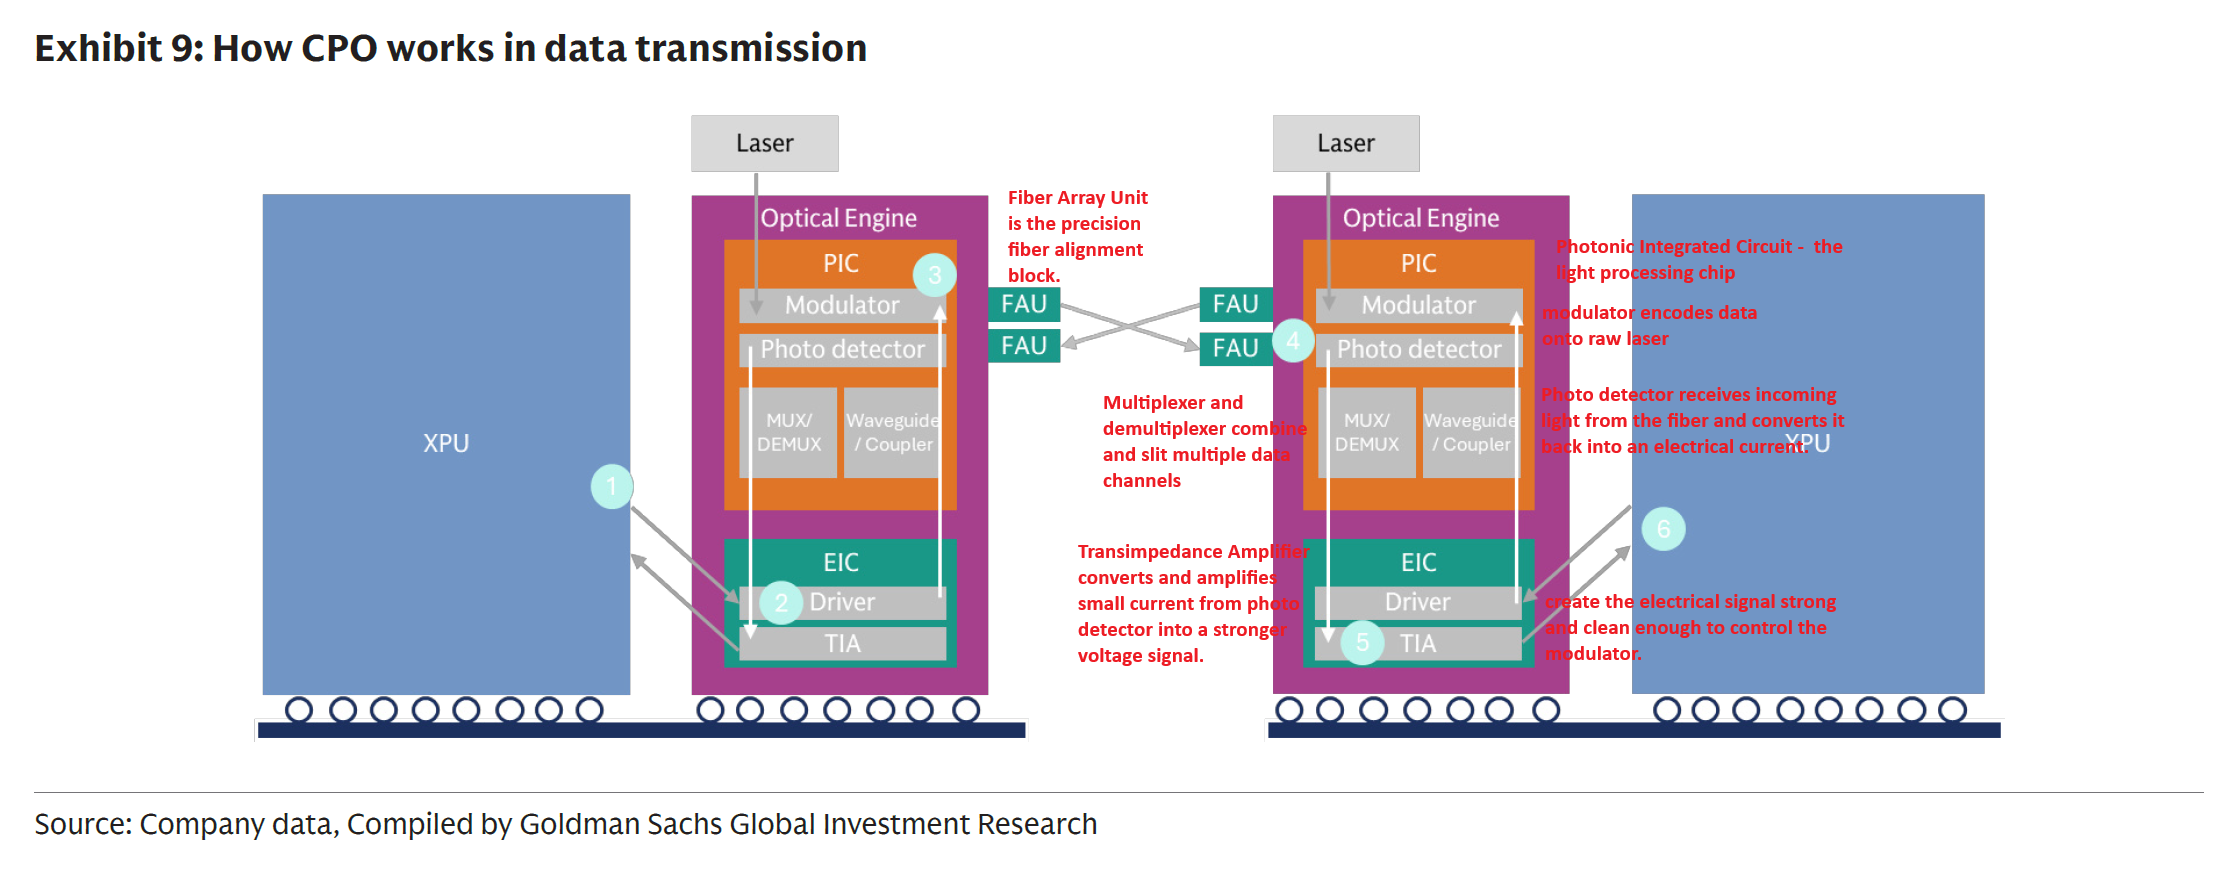 Exhibit 9: How CPO works in data transmission
Laser
Optical Engine
PIC
3
Modulator
Photo detector
MUX/
DEMUX
Waveguide
/ Coupler
EIC
2
Driver
TIA
XPU
1
Fiber Array Unit
is the precision
fiber alignment
block.
FAU
FAU
FAU
FAU
Multiplexer and
demultiplexer combine
and slit multiple data
channels
Transimpedance Amplifier
converts and amplifies
small current from photo
detector into a stronger
voltage signal.
Laser
Optical Engine
PIC
Modulator
4
Photo detector
MUX/
DEMUX
Waveguide
/ Coupler
EIC
Driver
5
TIA
Photonic Integrated Circuit - the
light processing chip
modulator encodes data
onto raw laser
Photo detector receives incoming
light from the fiber and converts it
back into an electrical current.
XPU
6
create the electrical signal strong
and clean enough to control the
modulator.
Source: Company data, Compiled by Goldman Sachs Global Investment Research